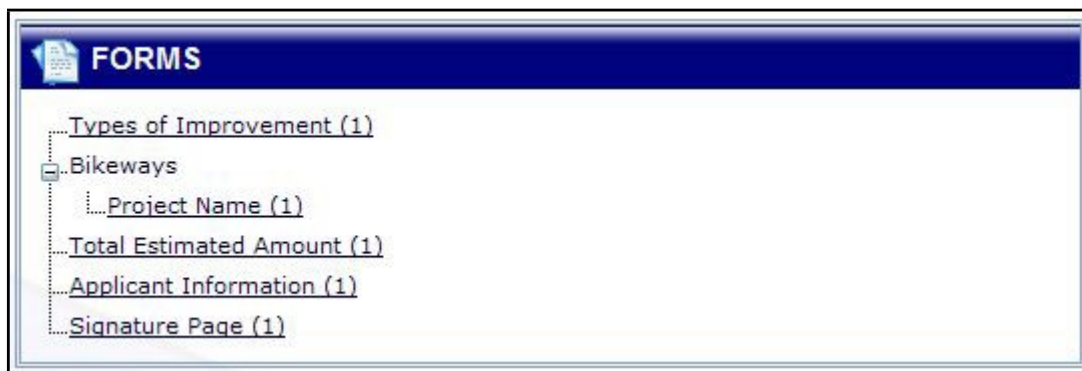 FORMS
Types of Improvement (1)
Bikeways
Project Name (1)
Total Estimated Amount (1)
Applicant Information (1)
Signature Page (1)